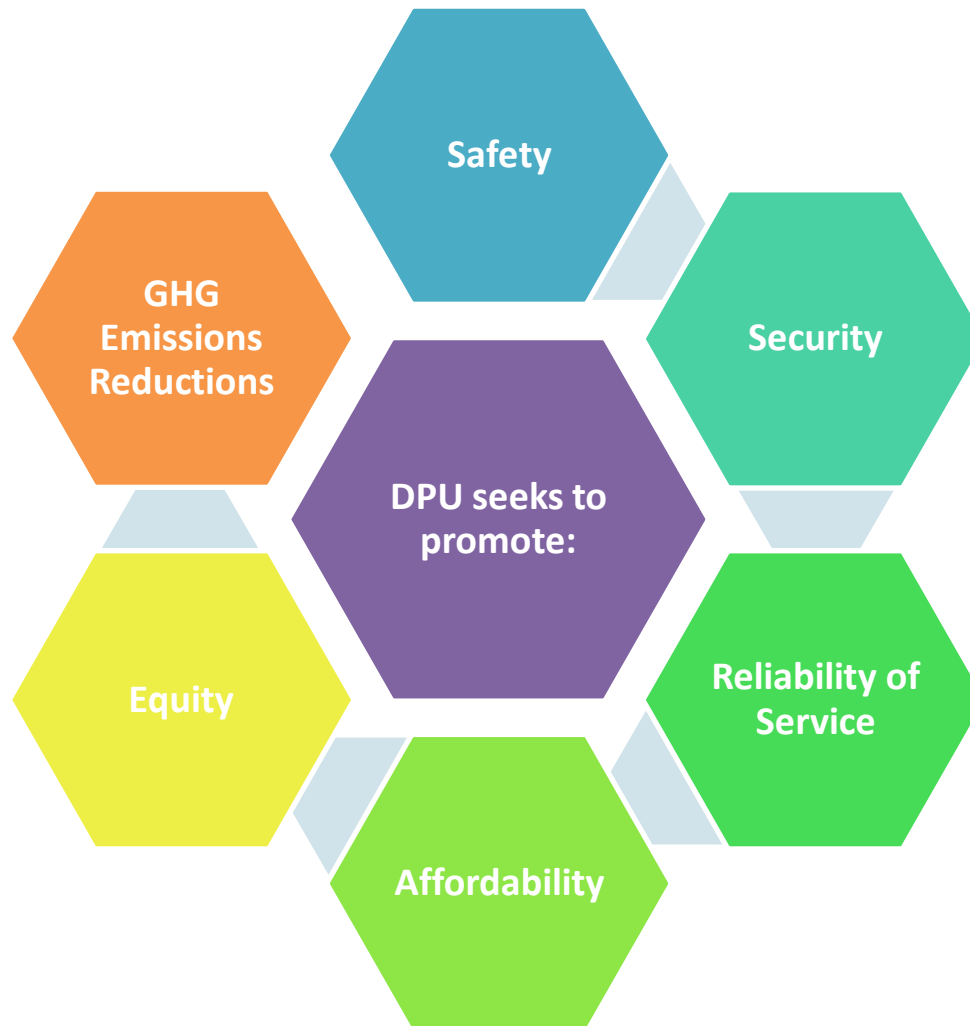 DPU seeks to
promote:
Safety
Security
Reliability of
Service
Affordability
Equity
GHG
Emissions
Reductions